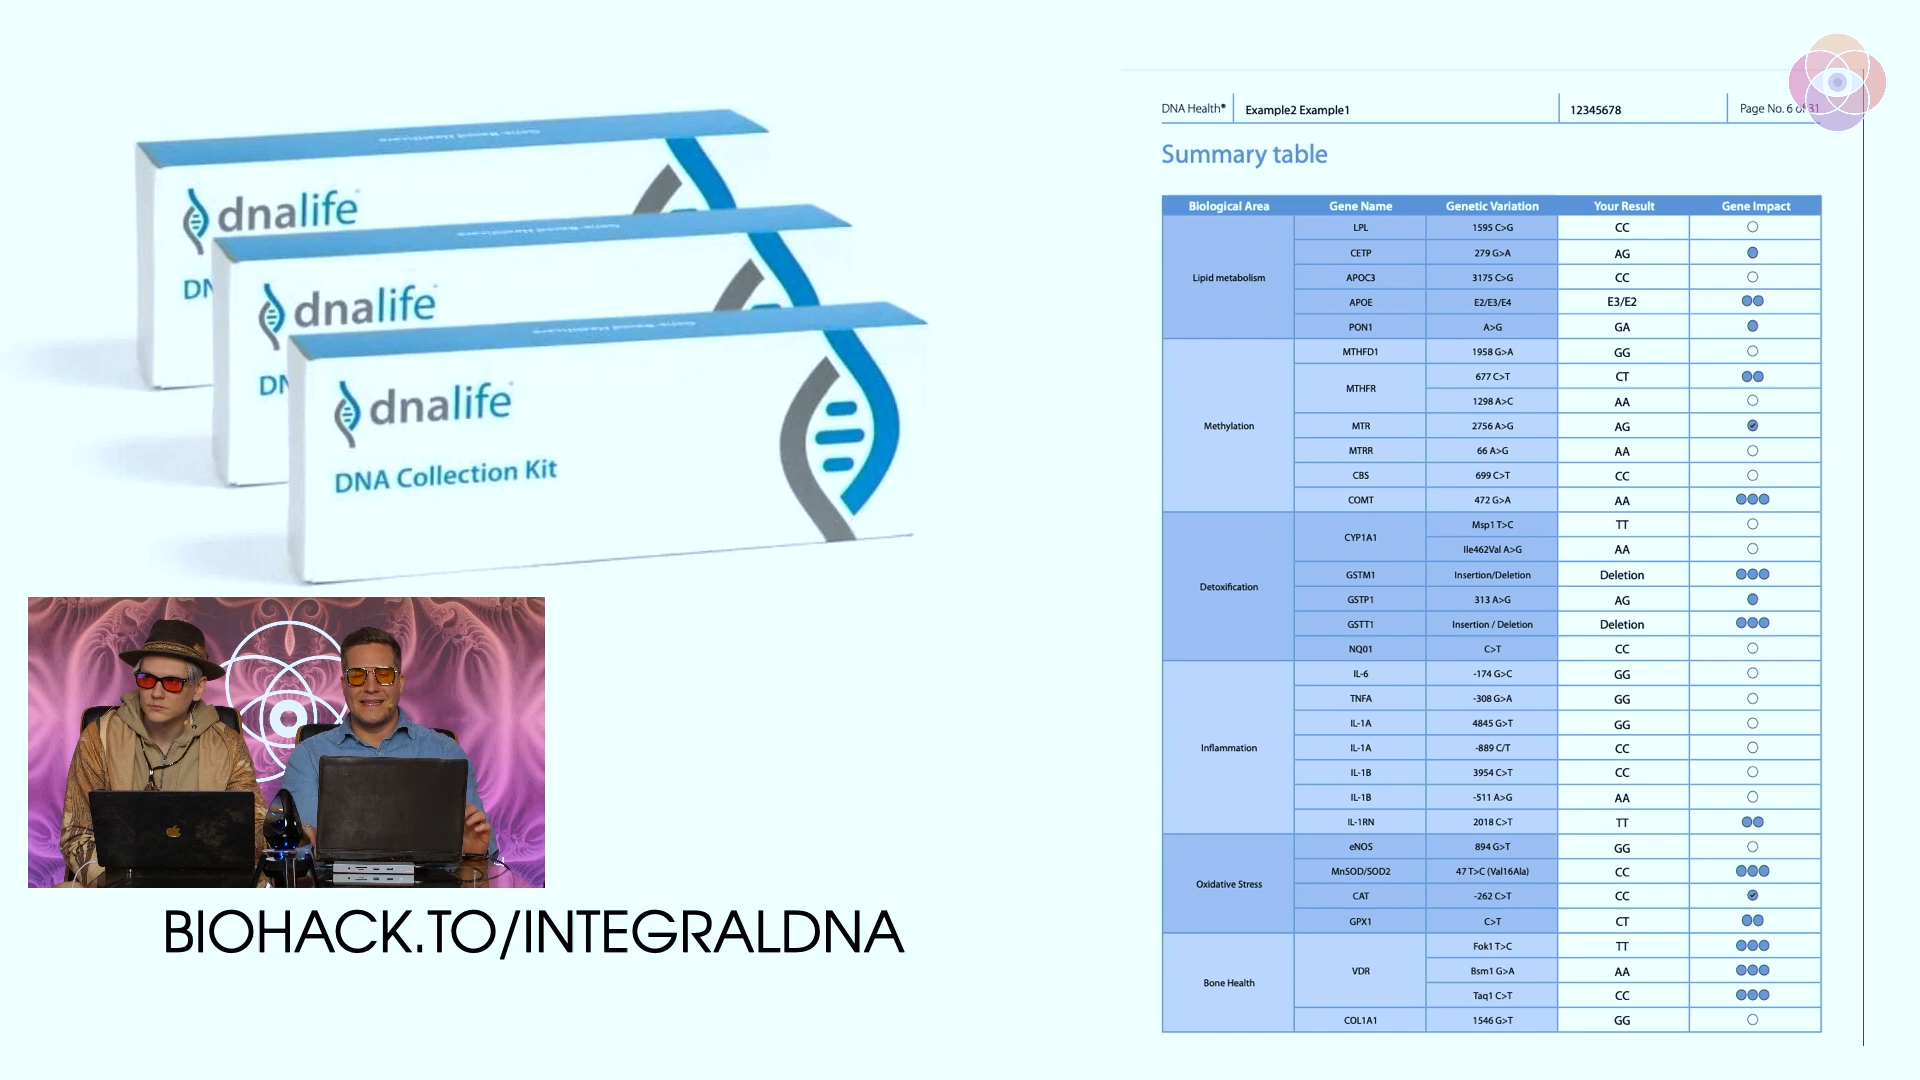 dnalife
DN
dnalife
DN
dnalife
DNA Collection Kit
BIOHACK.TO/INTEGRALDNA
DNA Health® Example2 Example1 12345678 Page No. 6 of 31
Summary table
Biological Area Gene Name Genetic Variation Your Result Gene Impact
Lipid metabolism
LPL 1595 C>G CC
CETP 279 G>A AG
APOC3 3175 C>G CC
APOE E2/E3/E4 E3/E2
PON1 A>G GA
Methylation
MTHFD1 1958 G>A GG
MTHFR 677 C>T CT
1298 A>C AA
MTR 2756 A>G AG
MTRR 66 A>G AA
CBS 699 C>T CC
COMT 472 G>A AA
Detoxification
CYP1A1 Msp1 T>C TT
Ile462Val A>G AA
GSTM1 Insertion/Deletion Deletion
GSTP1 313 A>G AG
GSTT1 Insertion / Deletion Deletion
NQ01 C>T CC
Inflammation
IL-6 -174 G>C GG
TNFA -308 G>A GG
IL-1A 4845 G>T GG
IL-1A -889 C/T CC
IL-1B 3954 C>T CC
IL-1B -511 A>G AA
IL-1RN 2018 C>T TT
Oxidative Stress
eNOS 894 G>T GG
MnSOD/SOD2 47 T>C (Val16Ala) CC
CAT -262 C>T CC
GPX1 C>T CT
Bone Health
VDR Fok1 T>C TT
Bsm1 G>A AA
Taq1 C>T CC
COL1A1 1546 G>T GG